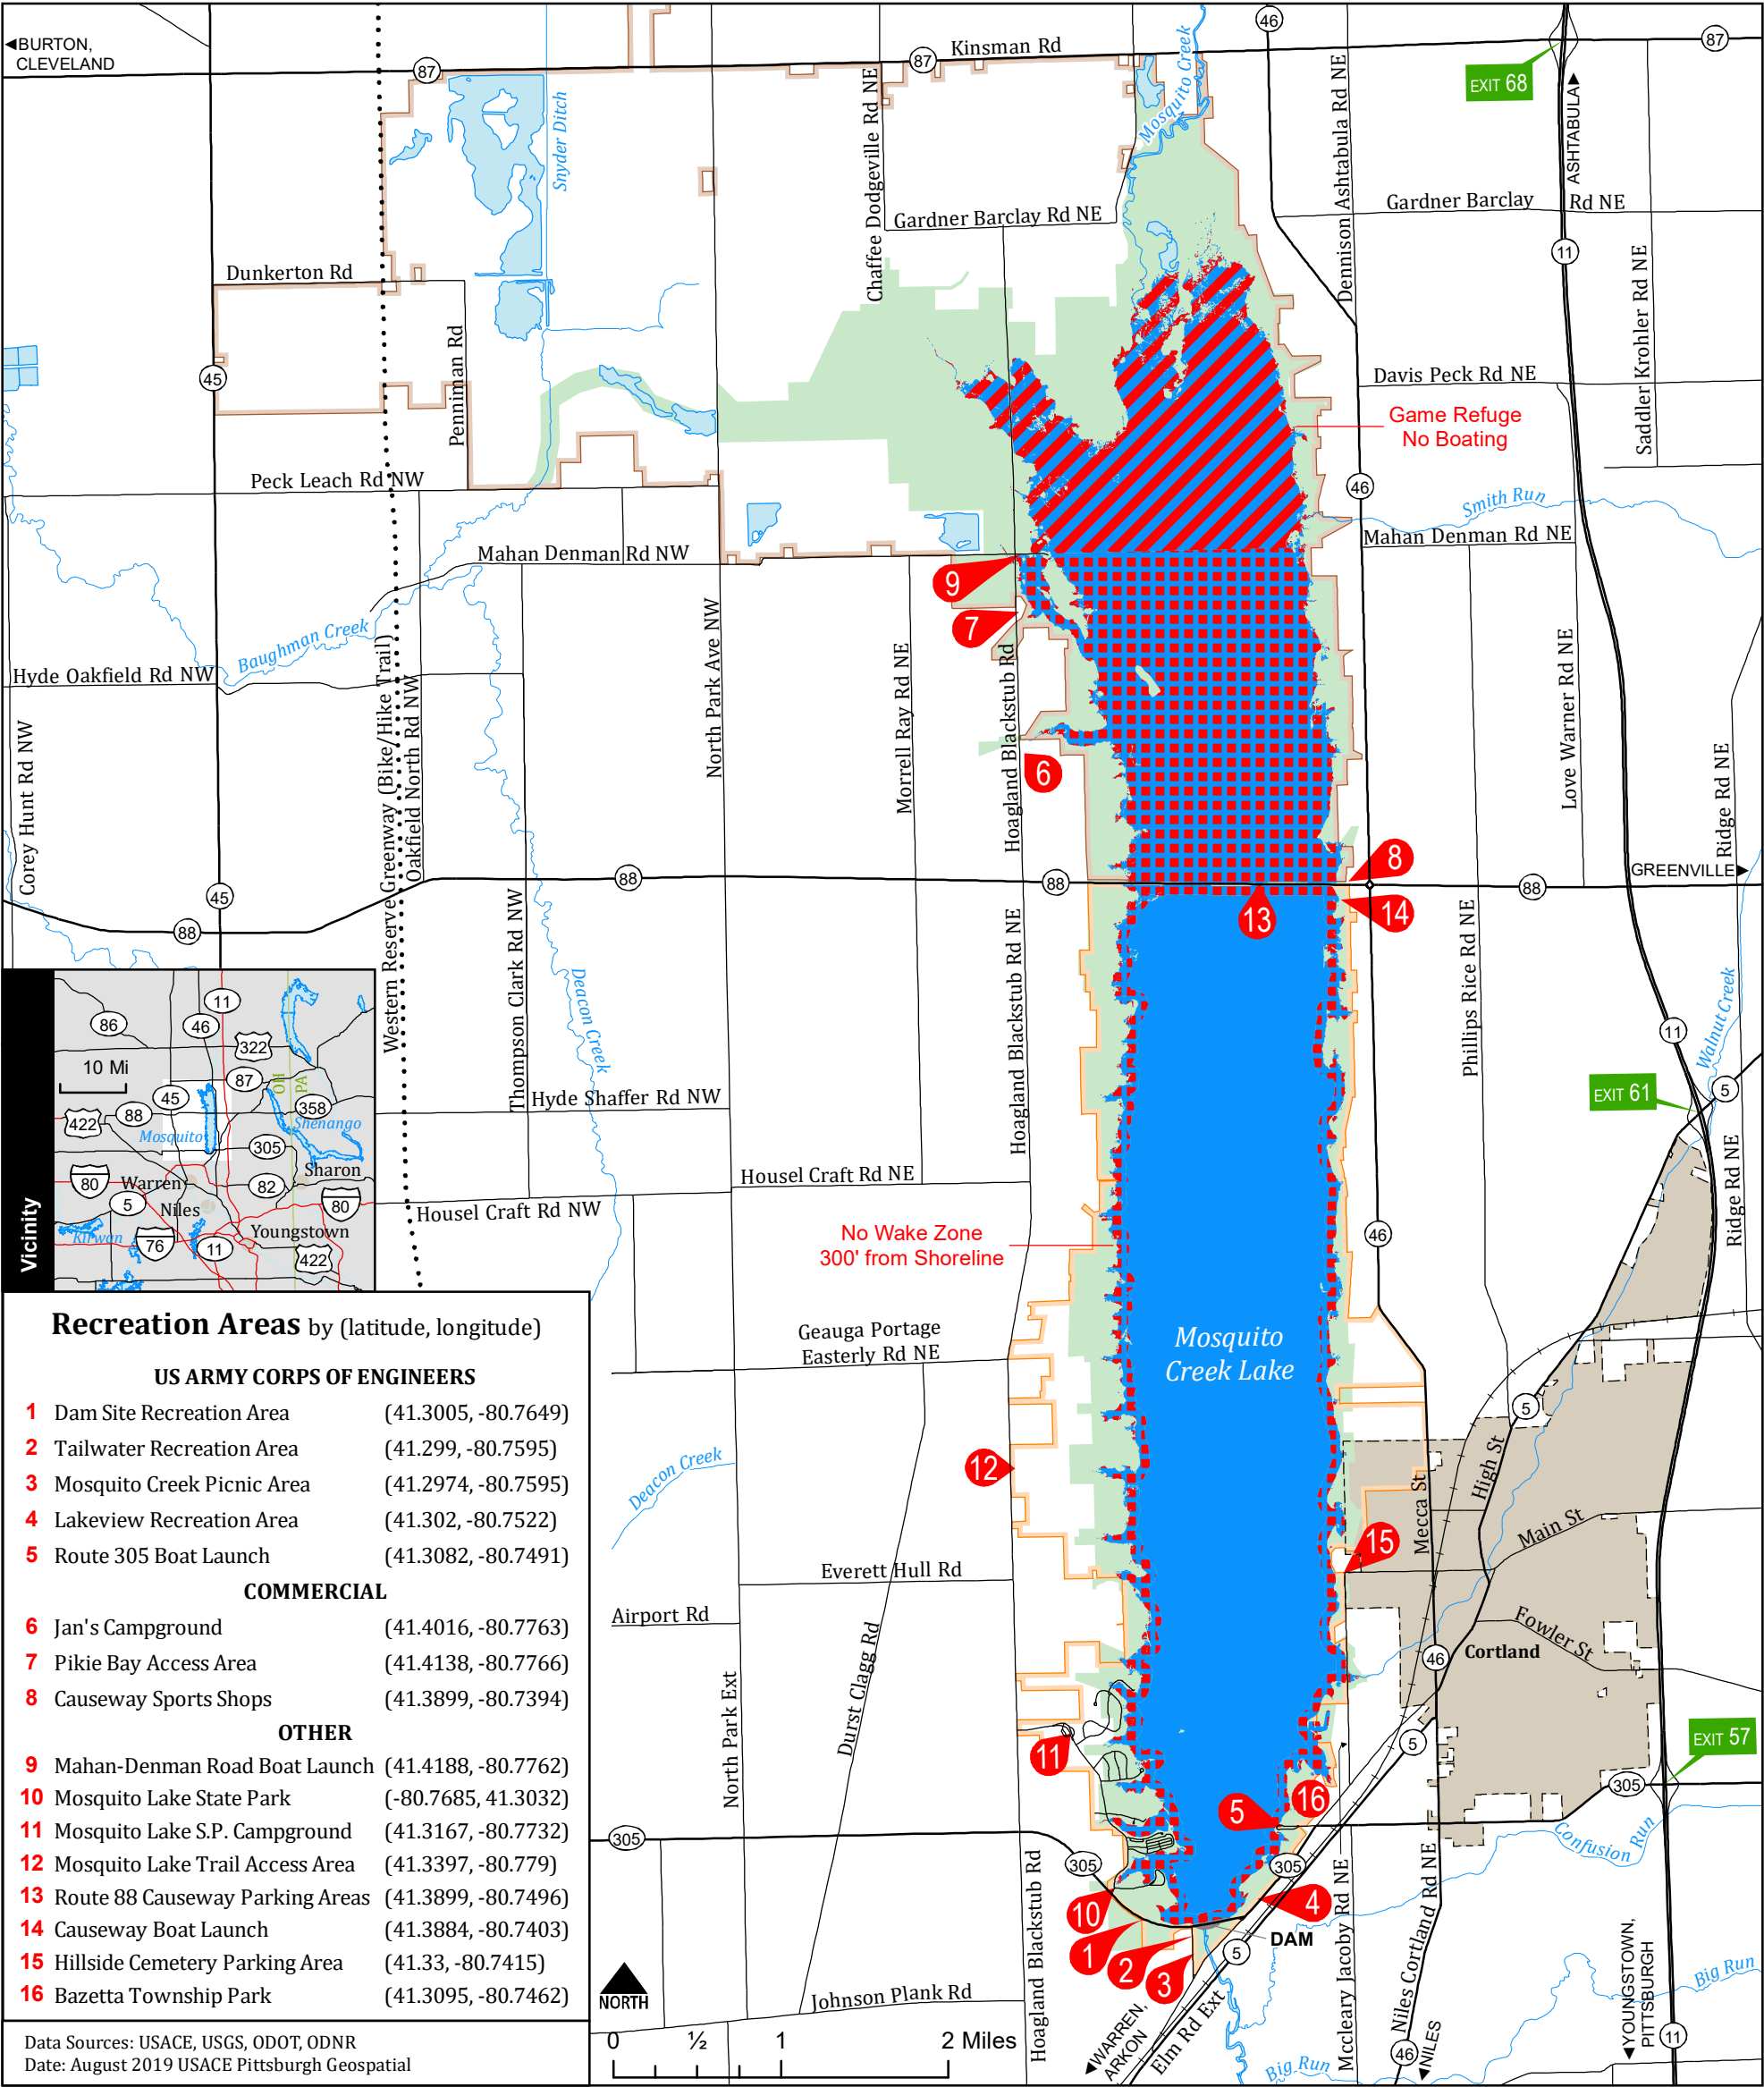 ◄BURTON,
CLEVELAND
87
Kinsman Rd
87
46
87
EXIT 68
ASHTABULA►
Mosquito Creek
Snyder Ditch
Chaffee Dodgeville Rd NE
Dennison Ashtabula Rd NE
Gardner Barclay Rd NE
Gardner Barclay Rd NE
11
Dunkerton Rd
Penniman Rd
45
Saddler Krohler Rd NE
Davis Peck Rd NE
Game Refuge
No Boating
Peck Leach Rd NW
46
Smith Run
Mahan Denman Rd NW
Mahan Denman Rd NE
9
7
Baughman Creek
Hyde Oakfield Rd NW
Corey Hunt Rd NW
Western Reserve Greenway (Bike/Hike Trail)
Oakfield North Rd NW
North Park Ave NW
Morrell Ray Rd NE
Hoagland Blackstub Rd
6
Love Warner Rd NE
Ridge Rd NE
8
GREENVILLE►
45
88
88
88
88
13
14
Thompson Clark Rd NW
Deacon Creek
Hoagland Blackstub Rd NE
Phillips Rice Rd NE
11
Walnut Creek
EXIT 61
5
Hyde Shaffer Rd NW
Housel Craft Rd NE
Housel Craft Rd NW
Ridge Rd NE
No Wake Zone
300' from Shoreline
46
Vicinity
10 Mi
11
86
46
322
87
OH
PA
45
88
358
422
Mosquito
Shenango
305
80
Warren
Sharon
82
5
Niles
80
Kirwan
76
11
Youngstown
422
Mosquito
Creek Lake
Geauga Portage
Easterly Rd NE
5
High St
Mecca St
Main St
Deacon Creek
12
15
Everett Hull Rd
Airport Rd
Durst Clagg Rd
North Park Ext
Fowler St
46
Cortland
11
5
EXIT 57
305
16
5
305
305
305
Confusion Run
10
1
2
3
4
DAM
5
Hoagland Blackstub Rd
Mccleary Jacoby Rd NE
Niles Cortland Rd NE
Johnson Plank Rd
◄WARREN,
ARKON
Elm Rd Ext
Big Run
46
◄NILES
◄YOUNGSTOWN,
PITTSBURGH
Big Run
11
NORTH
0 ½ 1 2 Miles
Recreation Areas by (latitude, longitude)
US ARMY CORPS OF ENGINEERS
1 Dam Site Recreation Area (41.3005, -80.7649)
2 Tailwater Recreation Area (41.299, -80.7595)
3 Mosquito Creek Picnic Area (41.2974, -80.7595)
4 Lakeview Recreation Area (41.302, -80.7522)
5 Route 305 Boat Launch (41.3082, -80.7491)
COMMERCIAL
6 Jan's Campground (41.4016, -80.7763)
7 Pikie Bay Access Area (41.4138, -80.7766)
8 Causeway Sports Shops (41.3899, -80.7394)
OTHER
9 Mahan-Denman Road Boat Launch (41.4188, -80.7762)
10 Mosquito Lake State Park (-80.7685, 41.3032)
11 Mosquito Lake S.P. Campground (41.3167, -80.7732)
12 Mosquito Lake Trail Access Area (41.3397, -80.779)
13 Route 88 Causeway Parking Areas (41.3899, -80.7496)
14 Causeway Boat Launch (41.3884, -80.7403)
15 Hillside Cemetery Parking Area (41.33, -80.7415)
16 Bazetta Township Park (41.3095, -80.7462)
Data Sources: USACE, USGS, ODOT, ODNR
Date: August 2019 USACE Pittsburgh Geospatial